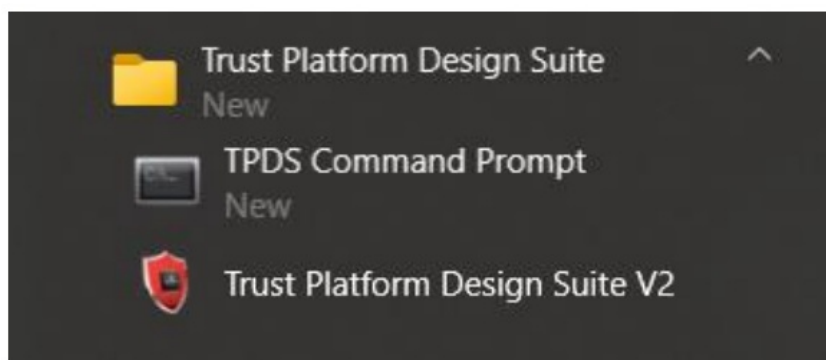 Trust Platform Design Suite
New
TPDS Command Prompt
New
Trust Platform Design Suite V2